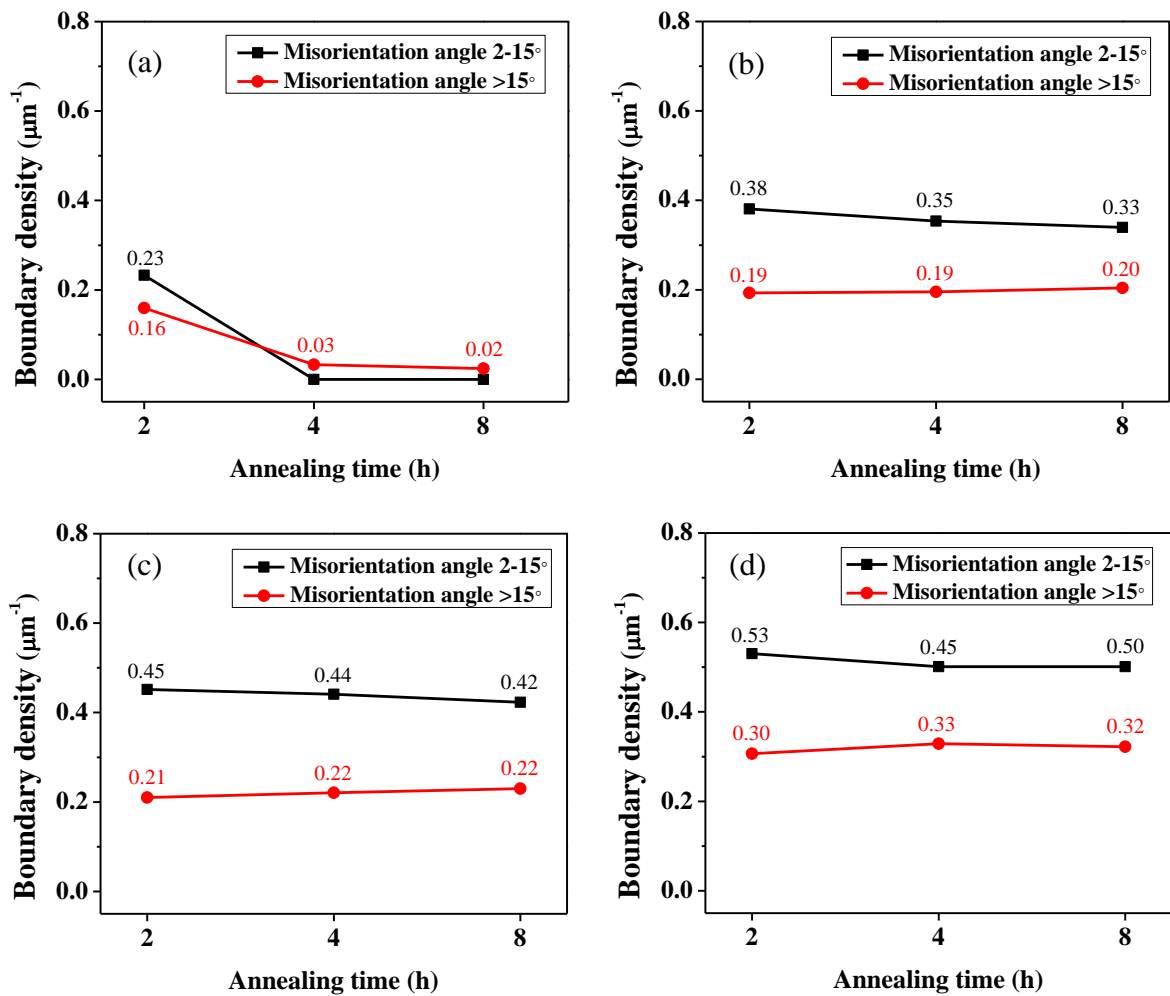 (a)
Misorientation angle 2-15°
Misorientation angle >15°
Boundary density (μm⁻¹)
0.8
0.6
0.4
0.2
0.0
0.23
0.16
0.03
0.02
2
4
8
Annealing time (h)
(b)
Misorientation angle 2-15°
Misorientation angle >15°
Boundary density (μm⁻¹)
0.8
0.6
0.4
0.2
0.0
0.38
0.35
0.33
0.19
0.19
0.20
2
4
8
Annealing time (h)
(c)
Misorientation angle 2-15°
Misorientation angle >15°
Boundary density (μm⁻¹)
0.8
0.6
0.4
0.2
0.0
0.45
0.44
0.42
0.21
0.22
0.22
2
4
8
Annealing time (h)
(d)
Misorientation angle 2-15°
Misorientation angle >15°
Boundary density (μm⁻¹)
0.8
0.6
0.4
0.2
0.0
0.53
0.45
0.50
0.30
0.33
0.32
2
4
8
Annealing time (h)